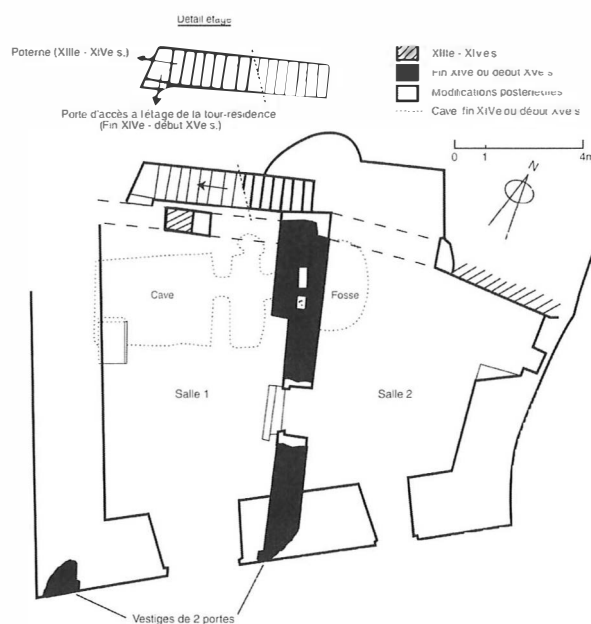 Détail étage
Poterne (XIIIe - XIVe s.)
Porte d'accès à l'étage de la tour-résidence
(Fin XIVe - début XVe s.)
XIIIe - XIVe s
Fin XIVe ou début XVe s
Modifications postérieures
Cave fin XIVe ou début XVe s
0 1 4m
N
Cave
Fosse
Salle 1
Salle 2
Vestiges de 2 portes